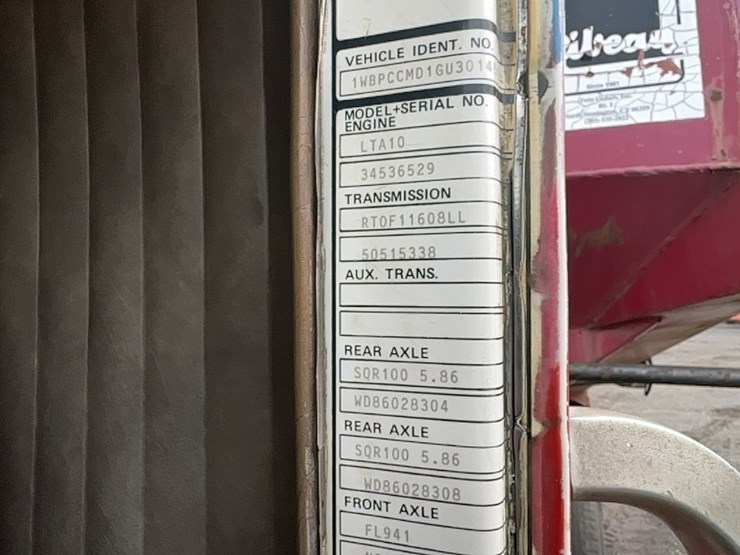 VEHICLE IDENT. NO.
1WBPCCMD1GU3014
MODEL+SERIAL NO.
ENGINE
LTA10
34536529
TRANSMISSION
RTOF11608LL
50515338
AUX. TRANS.
REAR AXLE
SQR100 5.86
WD86028304
REAR AXLE
SQR100 5.86
WD86028308
FRONT AXLE
FL941